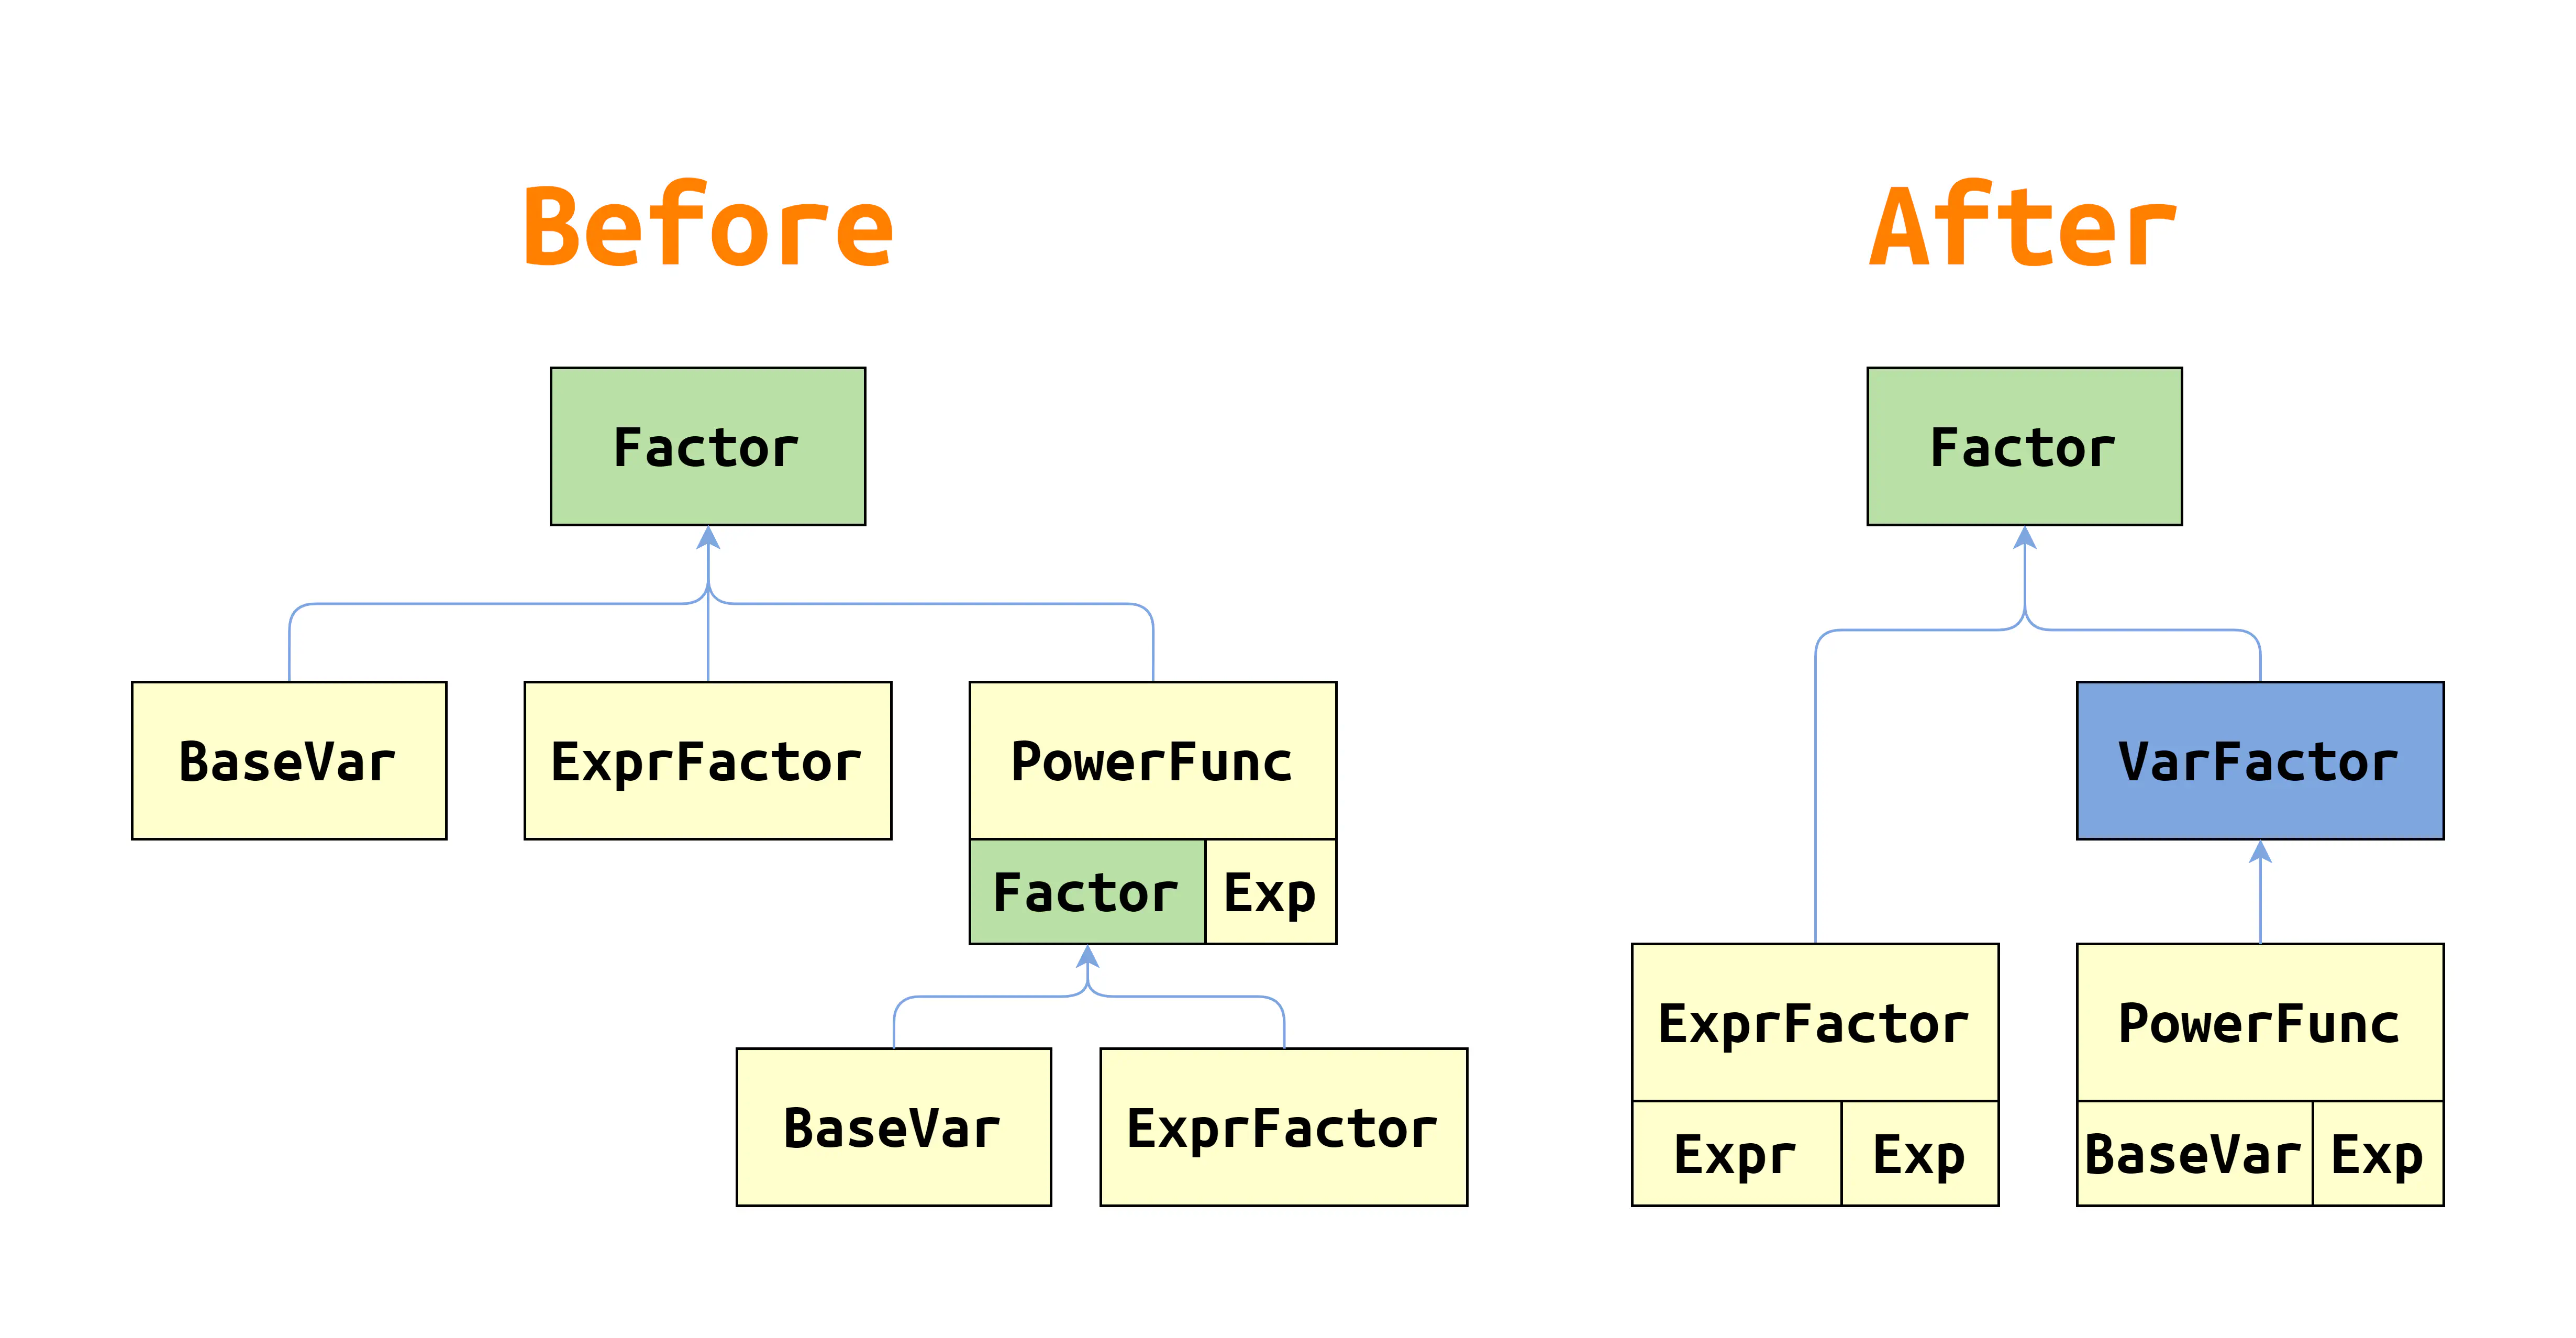 Before
After
Factor
Factor
BaseVar
ExprFactor
PowerFunc
VarFactor
Factor
Exp
ExprFactor
PowerFunc
BaseVar
ExprFactor
Expr
Exp
BaseVar
Exp